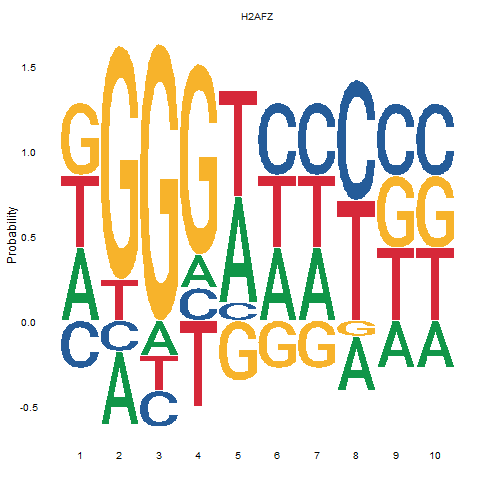 H2AFZ
1.5
1.0
0.5
0.0
-0.5
Probability
G G G G T C C C C C
T T C A A T T T G G
A C A C C A A G T T
C A T T G G G A A A
C
1 2 3 4 5 6 7 8 9 10